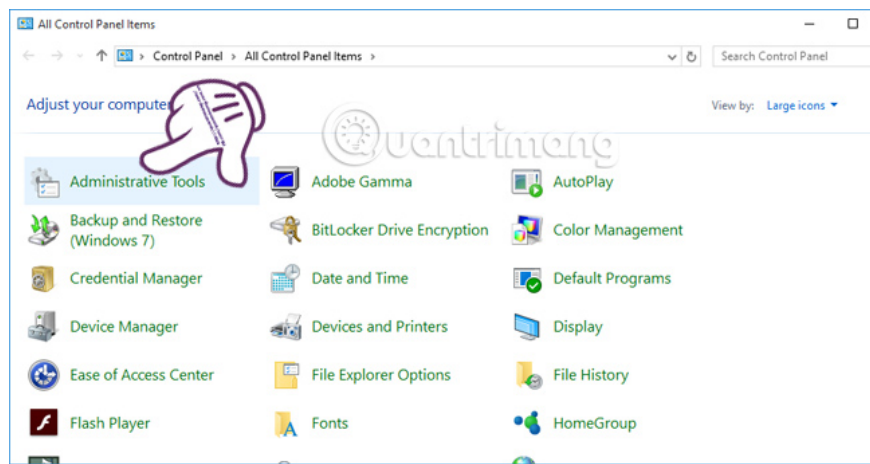 All Control Panel Items
Control Panel > All Control Panel Items >
Search Control Panel
Adjust your compute
View by: Large icons
Quantrimang
Administrative Tools
Adobe Gamma
AutoPlay
Backup and Restore
(Windows 7)
BitLocker Drive Encryption
Color Management
Credential Manager
Date and Time
Default Programs
Device Manager
Devices and Printers
Display
Ease of Access Center
File Explorer Options
File History
Flash Player
Fonts
HomeGroup